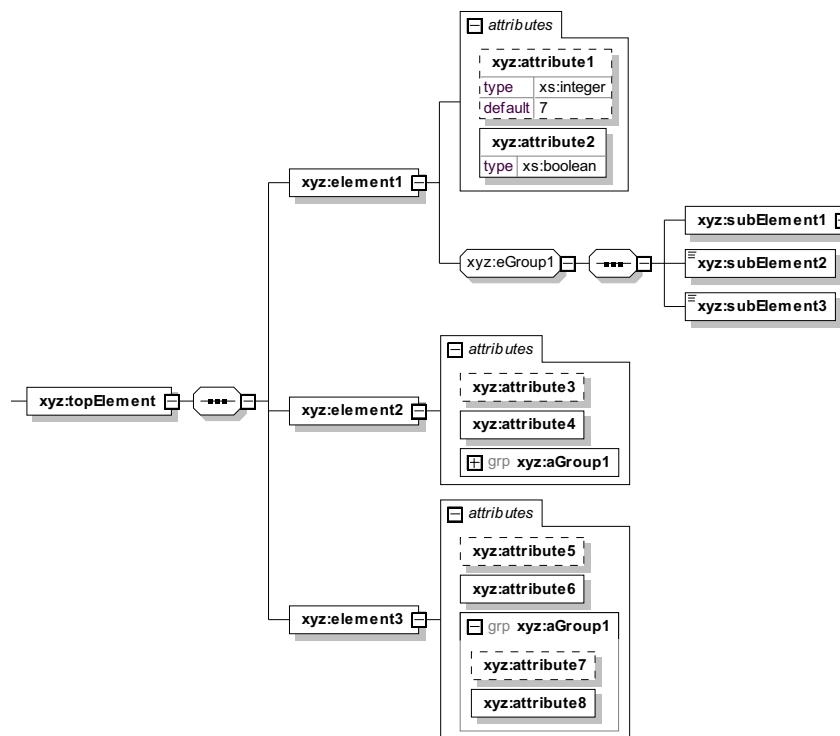 attributes
xyz:attribute1
type xs:integer
default 7
xyz:attribute2
type xs:boolean
xyz:element1
xyz:subElement1
xyz:eGroup1
xyz:subElement2
xyz:subElement3
attributes
xyz:attribute3
xyz:topElement
xyz:element2
xyz:attribute4
grp xyz:aGroup1
attributes
xyz:attribute5
xyz:attribute6
xyz:element3
grp xyz:aGroup1
xyz:attribute7
xyz:attribute8